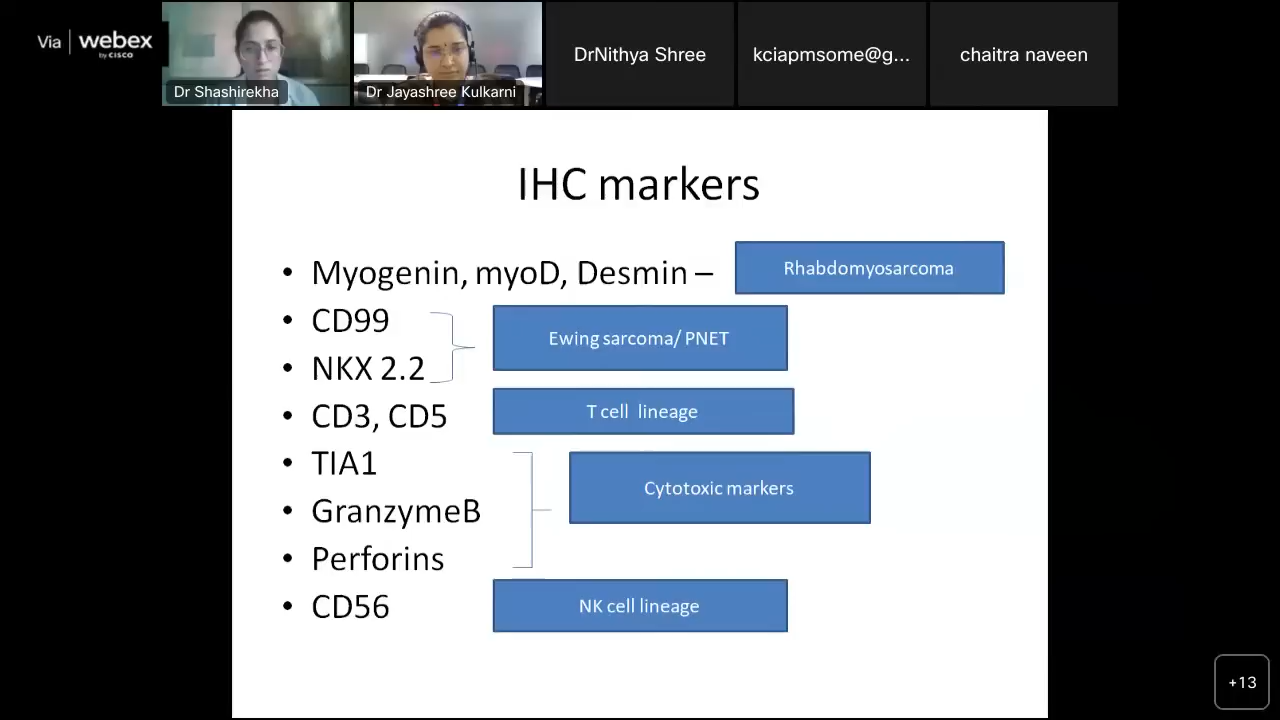 Via | webex
by CISCO
Dr Shashirekha
Dr Jayashree Kulkarni
DrNithya Shree
kciapmsome@g...
chaitra naveen
IHC markers
• Myogenin, myoD, Desmin – Rhabdomyosarcoma
• CD99
Ewing sarcoma/ PNET
• NKX 2.2
• CD3, CD5 T cell lineage
• TIA1
Cytotoxic markers
• GranzymeB
• Perforins
• CD56 NK cell lineage
+13